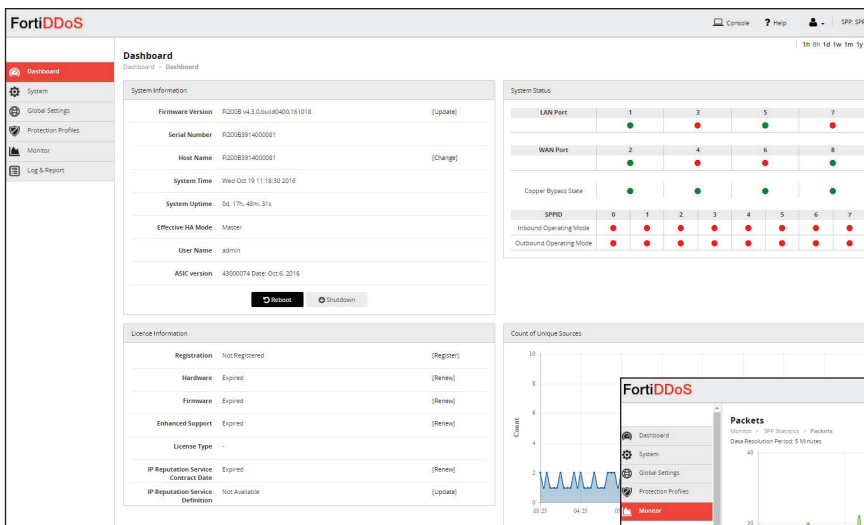 FortiDDoS
Console
? Help
SPP: SPP
1h 8h 1d 1w 1m 1y
Dashboard
Dashboard > Dashboard
Dashboard
System
Global Settings
Protection Profiles
Monitor
Log & Report
System Information
Firmware Version FI200B v4.3.0,build0400,161018 [Update]
Serial Number FI200B3914000081
Host Name FI200B3914000081 [Change]
System Time Wed Oct 19 11:18:30 2016
System Uptime 0d, 17h, 48m, 31s
Effective HA Mode Master
User Name admin
ASIC version 43000074 Date: Oct 6, 2016
Reboot Shutdown
System Status
LAN Port 1 3 5 7
WAN Port 2 4 6 8
Copper Bypass State
SPPID 0 1 2 3 4 5 6 7
Inbound Operating Mode
Outbound Operating Mode
License Information
Registration Not Registered [Register]
Hardware Expired [Renew]
Firmware Expired [Renew]
Enhanced Support Expired [Renew]
License Type -
IP Reputation Service Expired [Renew]
Contract Date
IP Reputation Service Not Available [Update]
Definition
Count of Unique Sources
10
8
6
4
2
0
Count
03:25 04:25
FortiDDoS
Dashboard
System
Global Settings
Protection Profiles
Monitor
Packets
Monitor > SPP Statistics > Packets
Data Resolution Period: 5 Minutes
40
30